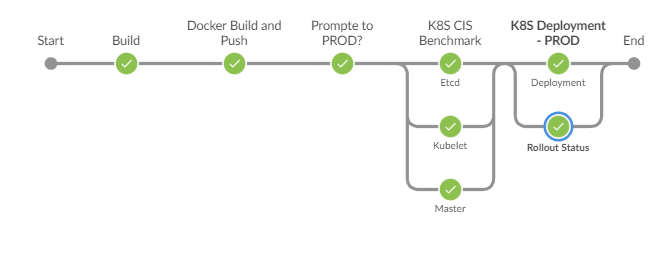 Start
Build
Docker Build and
Push
Prompte to
PROD?
K8S CIS
Benchmark
K8S Deployment
- PROD
End
Etcd
Deployment
Kubelet
Rollout Status
Master